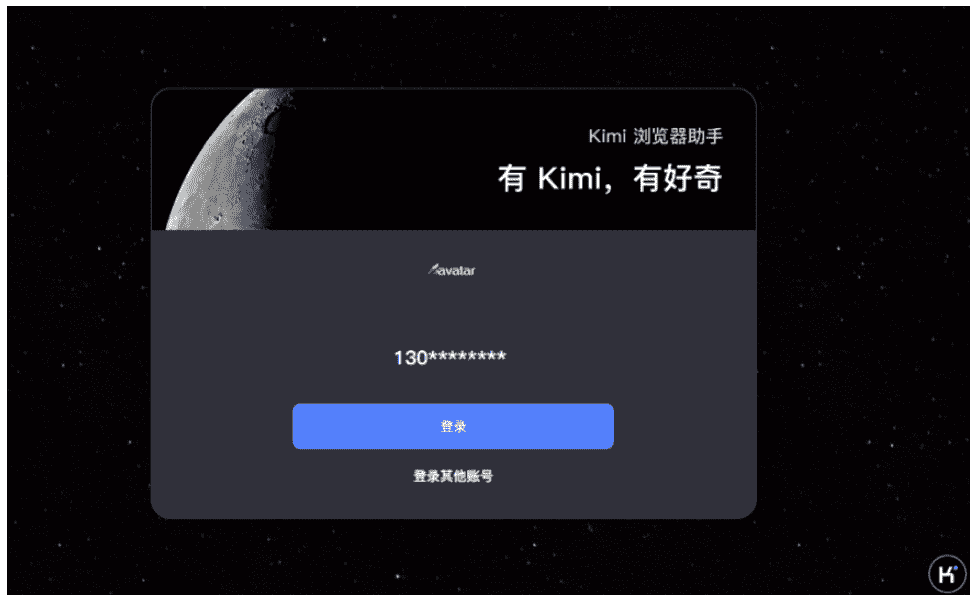 Kimi 浏览器助手
有 Kimi，有好奇
avatar
130********
登录
登录其他账号
K